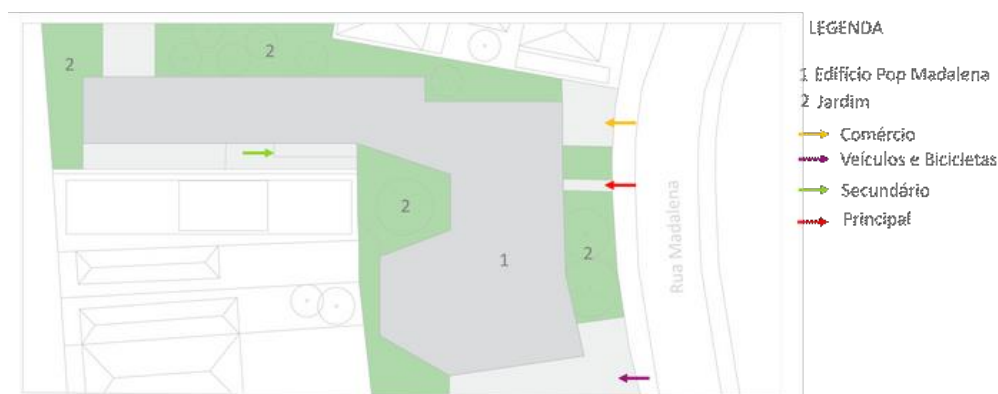 2
2
2
1
2
Rua Madalena
LEGENDA
1 Edifício Pop Madalena
2 Jardim
Comércio
Veículos e Bicicletas
Secundário
Principal